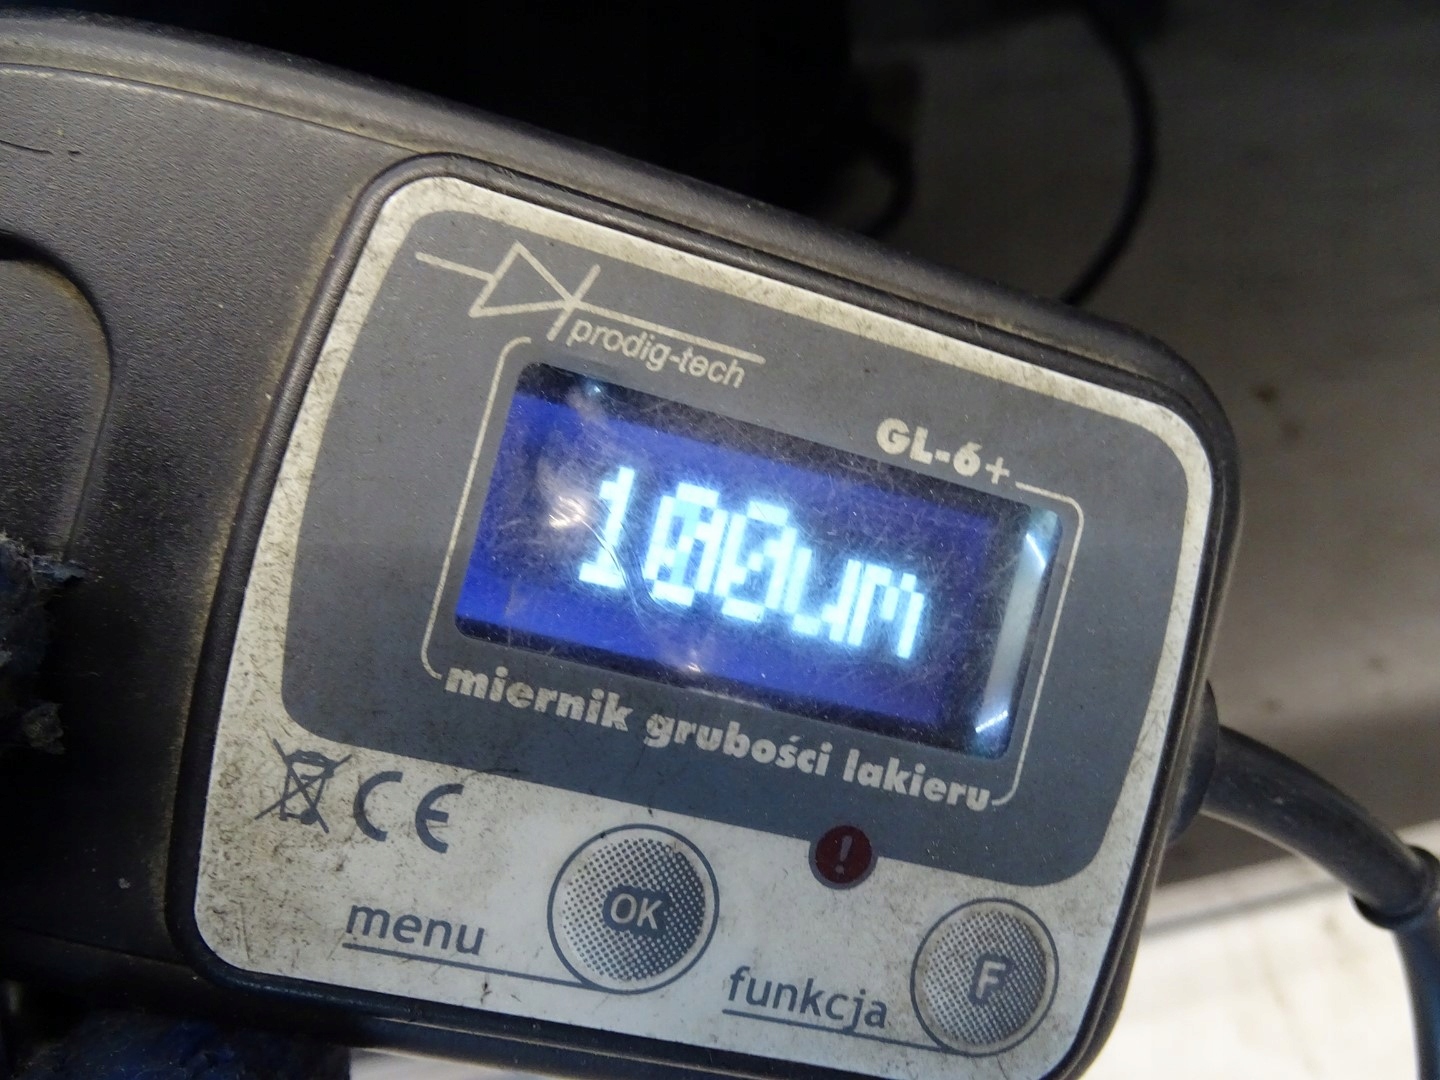 prodig-tech
GL-6+
100um
miernik grubości lakieru
CE
!
menu
OK
funkcja
F